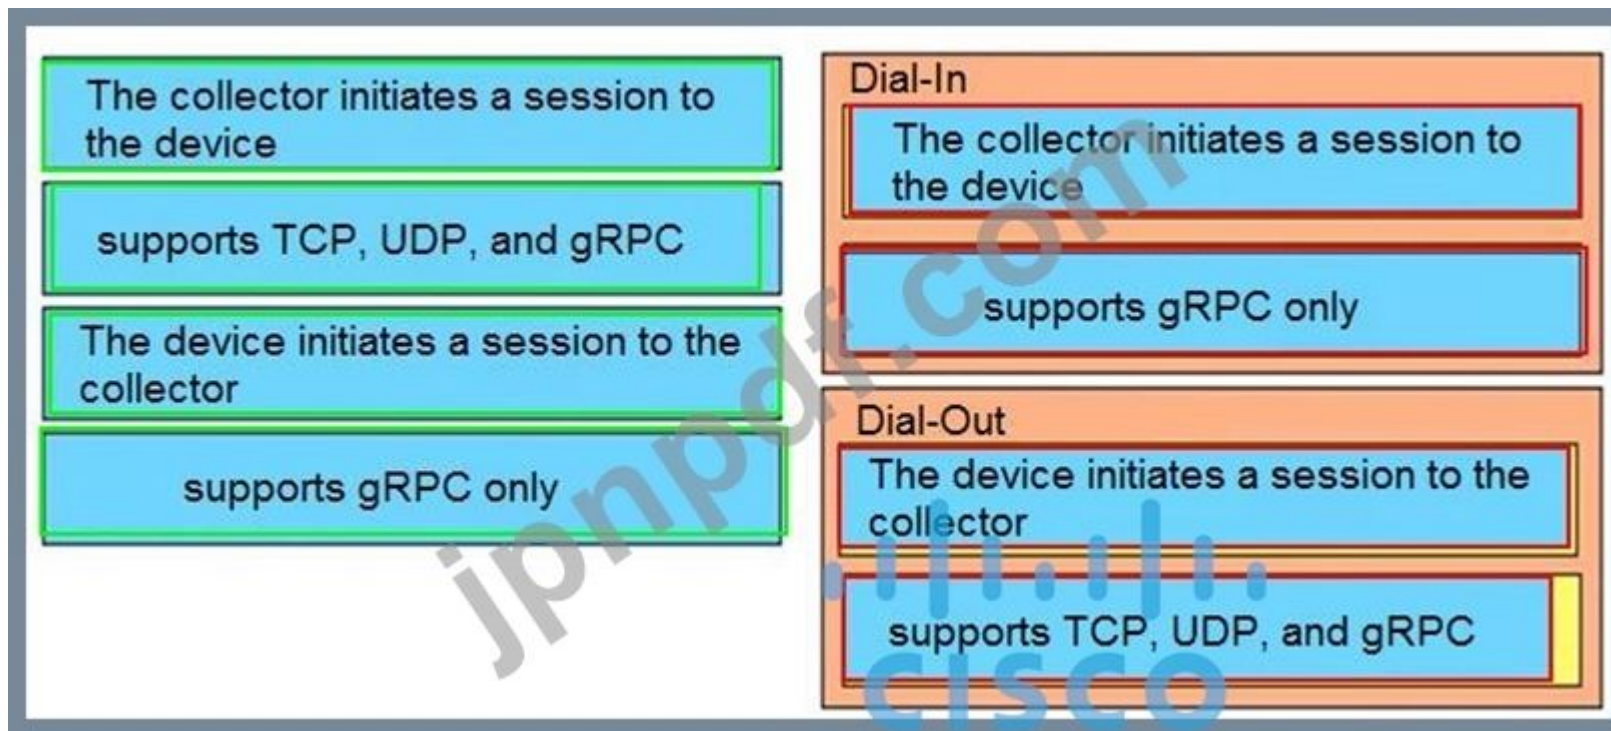 The collector initiates a session to
the device
supports TCP, UDP, and gRPC
The device initiates a session to the
collector
supports gRPC only
Dial-In
The collector initiates a session to
the device
supports gRPC only
Dial-Out
The device initiates a session to the
collector
supports TCP, UDP, and gRPC
jpnpdf.com
CISCO